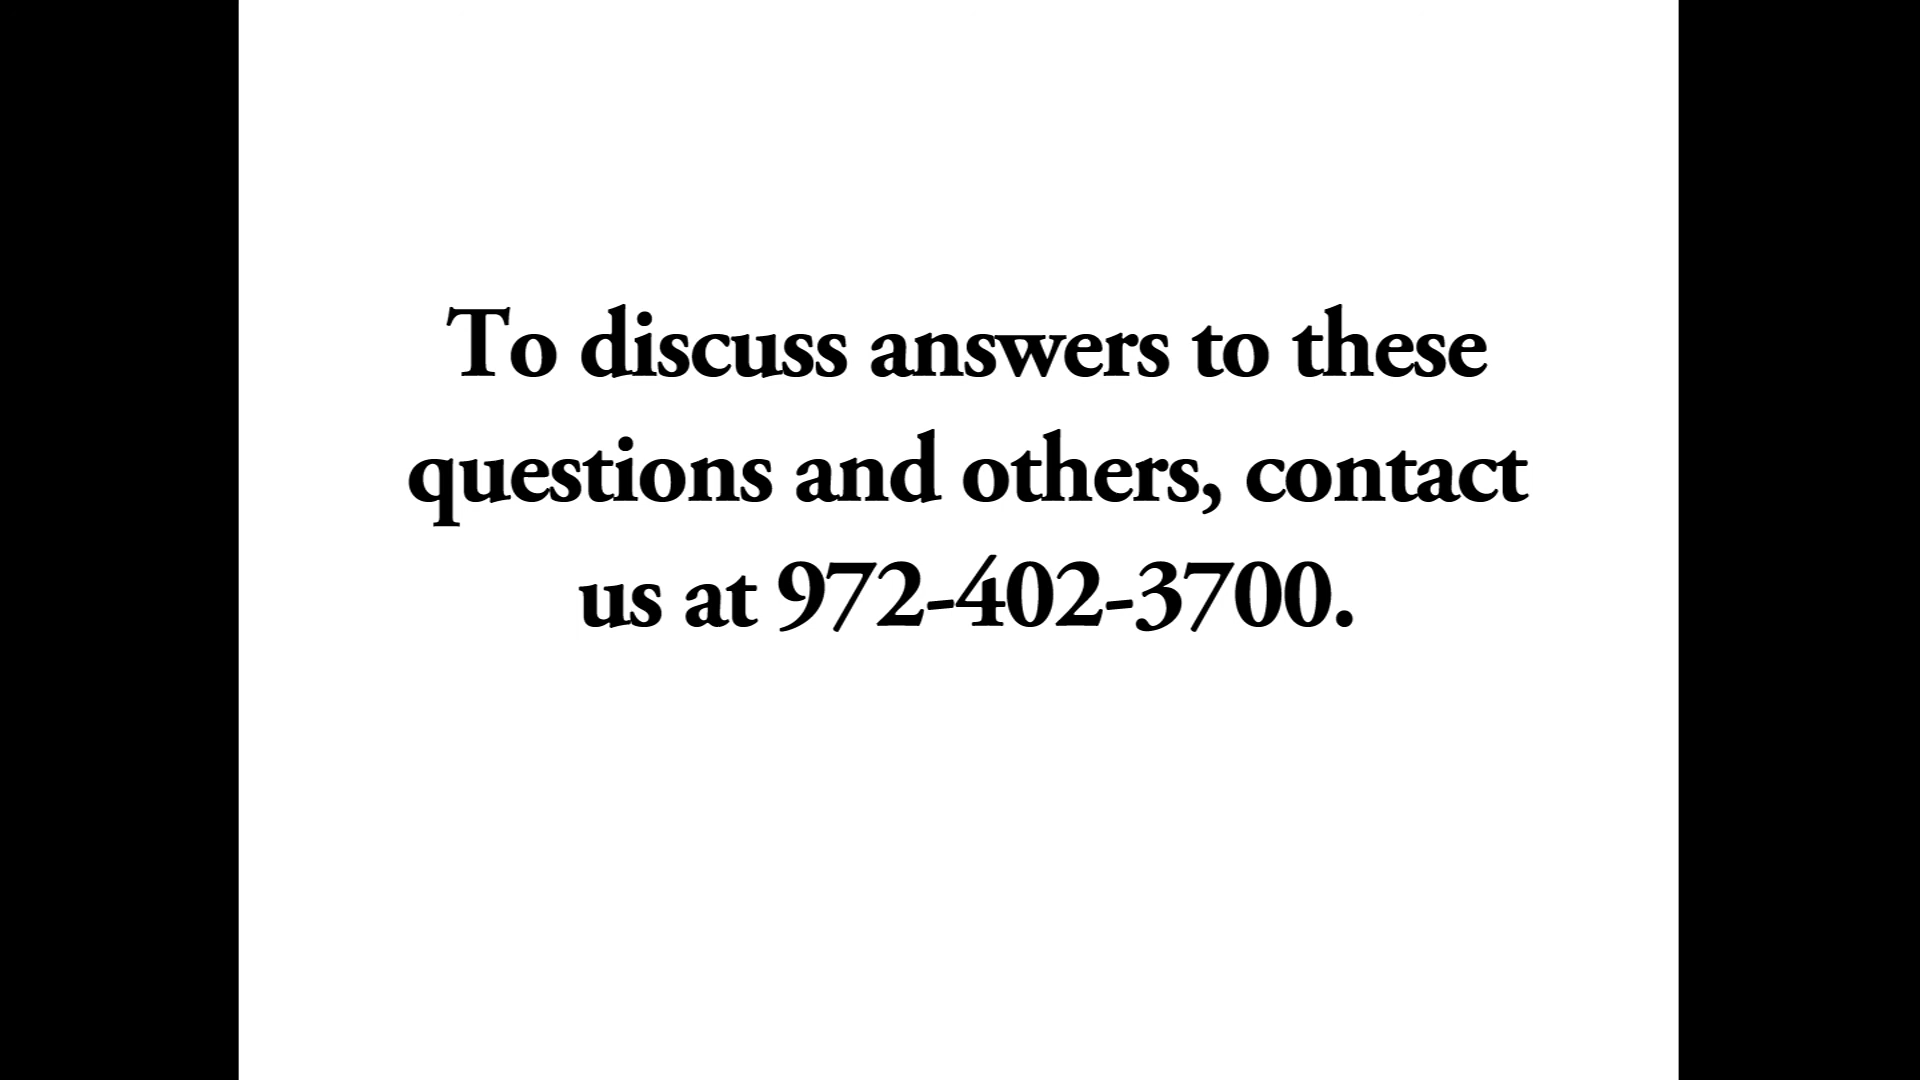 To discuss answers to these
questions and others, contact
us at 972-402-3700.